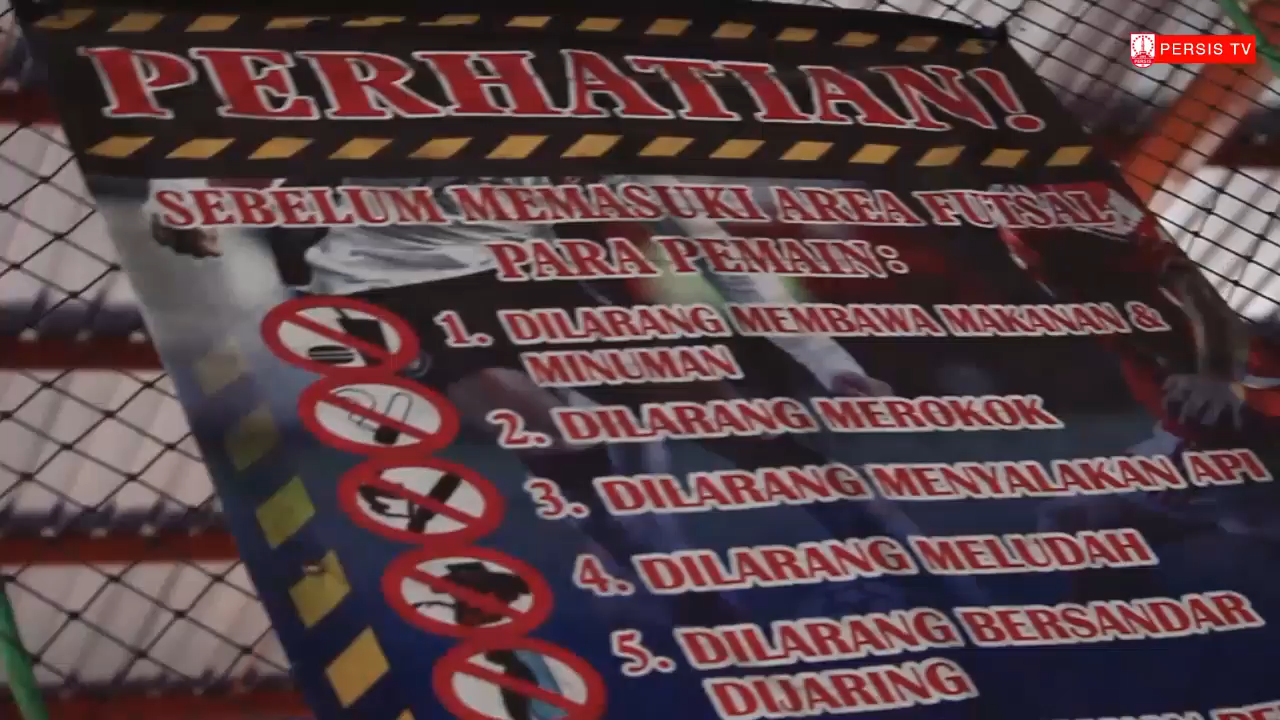 PERSIS TV
PERHATIAN!
SEBELUM MEMASUKI AREA FUTSAL
PARA PEMAIN:
1. DILARANG MEMBAWA MAKANAN &
MINUMAN
2. DILARANG MEROKOK
3. DILARANG MENYALAKAN API
4. DILARANG MELUDAH
5. DILARANG BERSANDAR
DIJARING